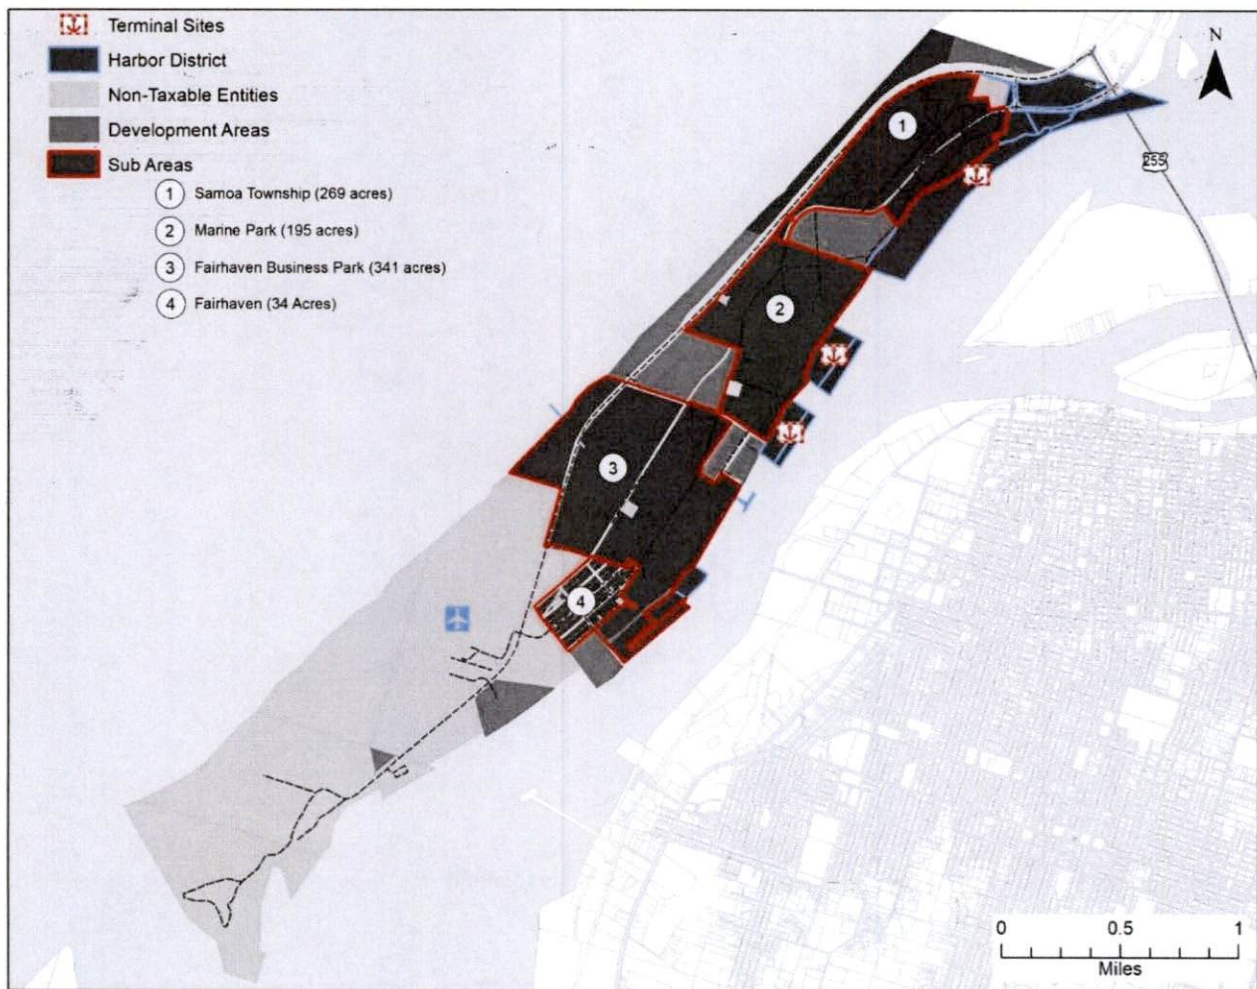 Terminal Sites
Harbor District
Non-Taxable Entities
Development Areas
Sub Areas
1 Samoa Township (269 acres)
2 Marine Park (195 acres)
3 Fairhaven Business Park (341 acres)
4 Fairhaven (34 Acres)
N
255
1
2
3
4
0 0.5 1
Miles